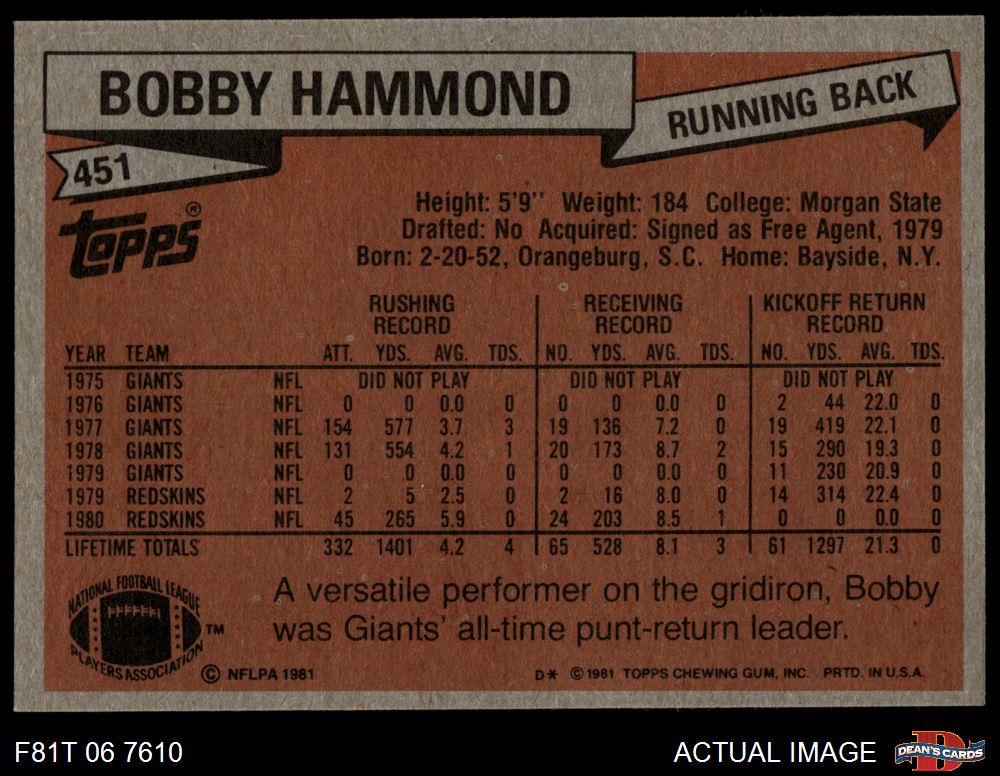 BOBBY HAMMOND
RUNNING BACK
451
TOPPS®
Height: 5'9" Weight: 184 College: Morgan State
Drafted: No Acquired: Signed as Free Agent, 1979
Born: 2-20-52, Orangeburg, S.C. Home: Bayside, N.Y.
RUSHING RECORD RECEIVING RECORD KICKOFF RETURN RECORD
YEAR TEAM ATT. YDS. AVG. TDS. NO. YDS. AVG. TDS. NO. YDS. AVG. TDS.
1975 GIANTS NFL DID NOT PLAY DID NOT PLAY DID NOT PLAY
1976 GIANTS NFL 0 0 0.0 0 0 0 0.0 0 2 44 22.0 0
1977 GIANTS NFL 154 577 3.7 3 19 136 7.2 0 19 419 22.1 0
1978 GIANTS NFL 131 554 4.2 1 20 173 8.7 2 15 290 19.3 0
1979 GIANTS NFL 0 0 0.0 0 0 0 0.0 0 11 230 20.9 0
1979 REDSKINS NFL 2 5 2.5 0 2 16 8.0 0 14 314 22.4 0
1980 REDSKINS NFL 45 265 5.9 0 24 203 8.5 1 0 0 0.0 0
LIFETIME TOTALS 332 1401 4.2 4 65 528 8.1 3 61 1297 21.3 0
A versatile performer on the gridiron, Bobby
was Giants' all-time punt-return leader.
NATIONAL FOOTBALL LEAGUE
NFLPA
PLAYERS ASSOCIATION
TM
© NFLPA 1981
D* © 1981 TOPPS CHEWING GUM, INC. PRTD. IN U.S.A.
F81T 06 7610
ACTUAL IMAGE
DEAN'S CARDS